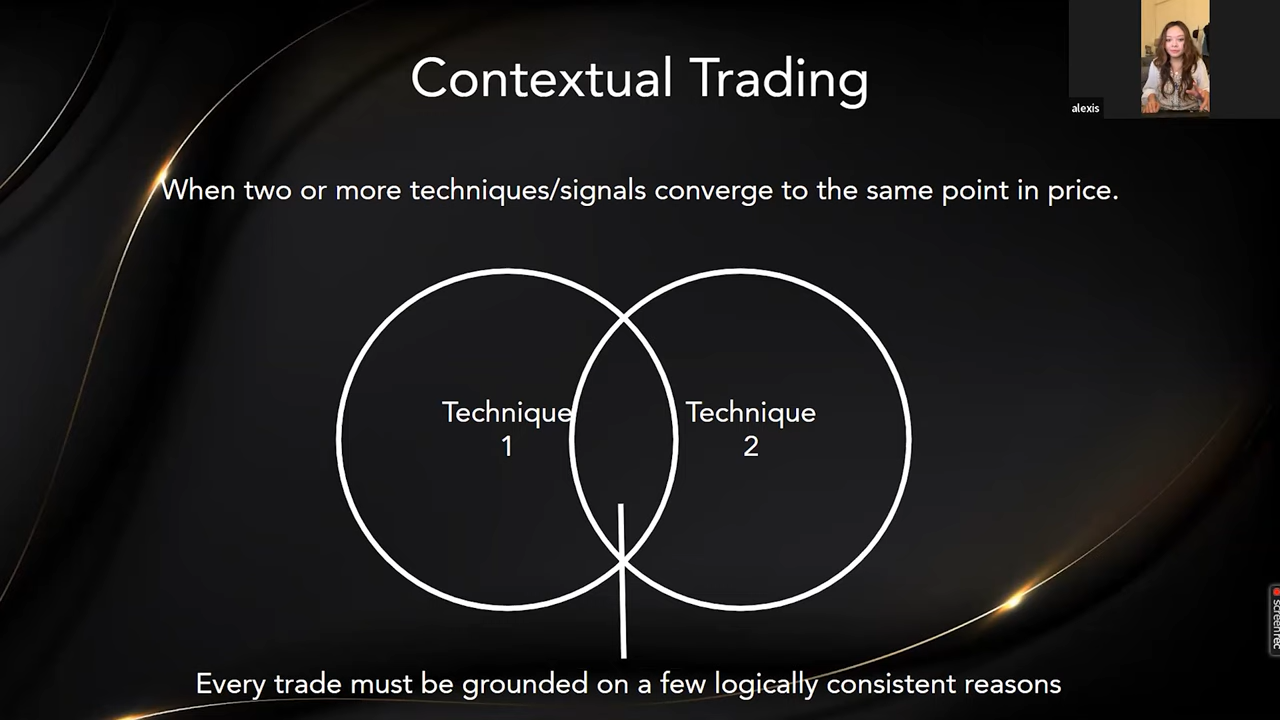 Contextual Trading
alexis
When two or more techniques/signals converge to the same point in price.
Technique
1
Technique
2
Every trade must be grounded on a few logically consistent reasons
screenrec